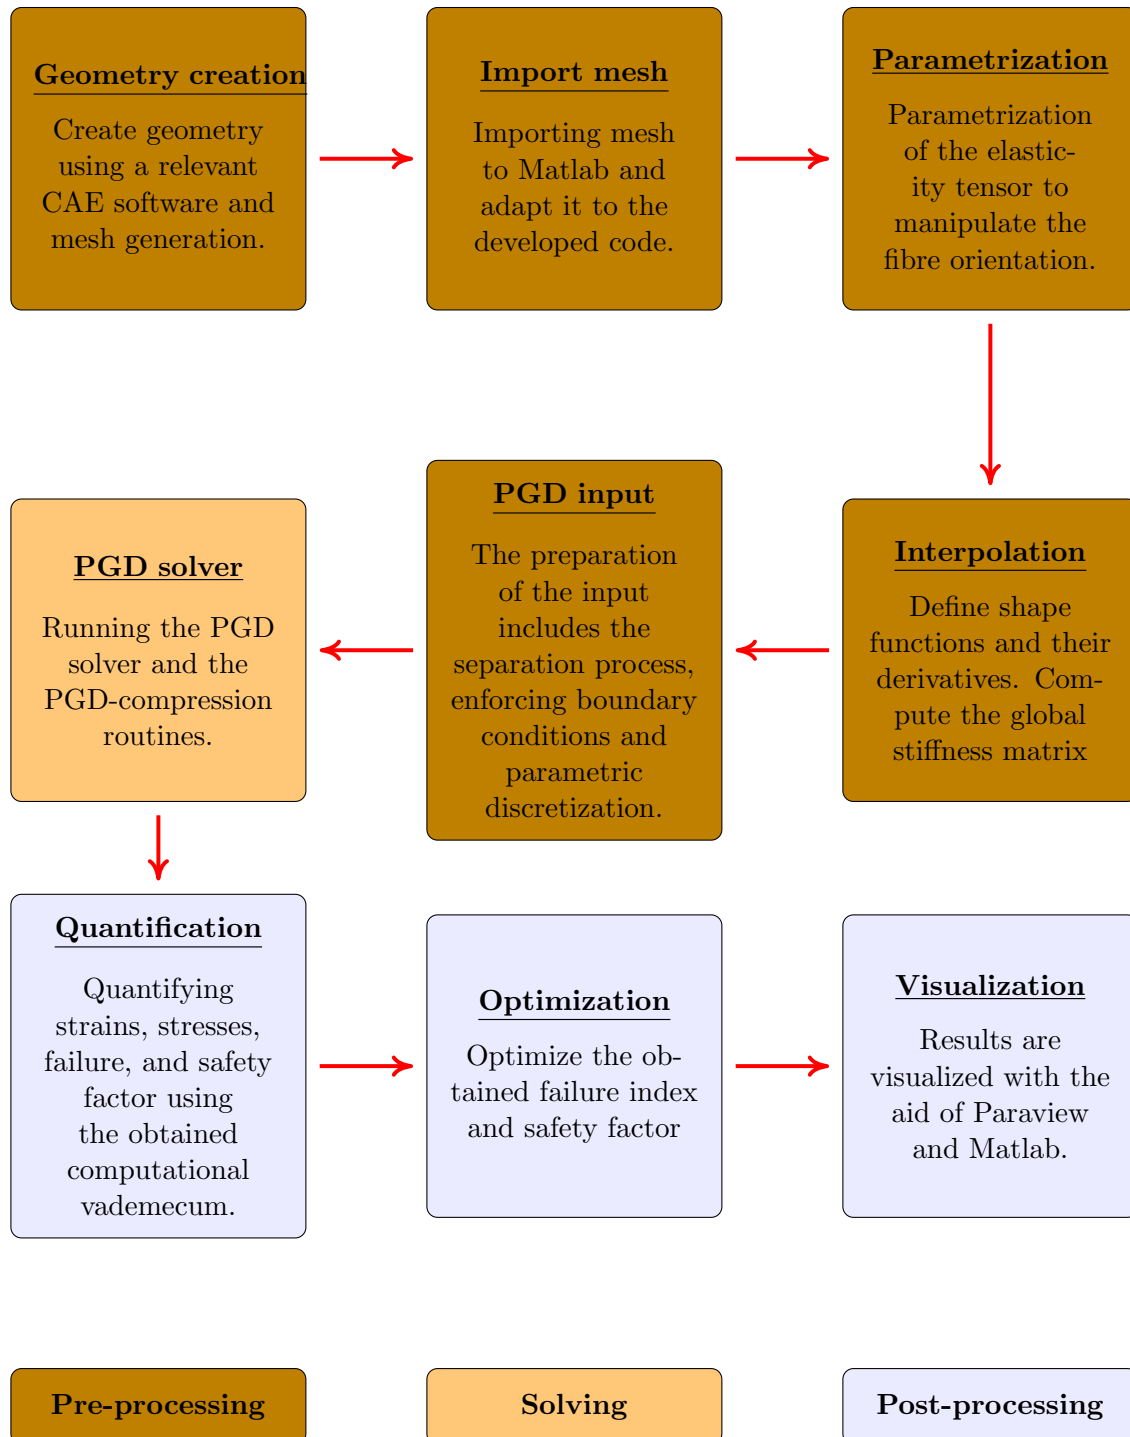 Geometry creation
Create geometry
using a relevant
CAE software and
mesh generation.
Import mesh
Importing mesh
to Matlab and
adapt it to the
developed code.
Parametrization
Parametrization
of the elastic-
ity tensor to
manipulate the
fibre orientation.
PGD solver
Running the PGD
solver and the
PGD-compression
routines.
PGD input
The preparation
of the input
includes the
separation process,
enforcing boundary
conditions and
parametric
discretization.
Interpolation
Define shape
functions and their
derivatives. Com-
pute the global
stiffness matrix
Quantification
Quantifying
strains, stresses,
failure, and safety
factor using
the obtained
computational
vademecum.
Optimization
Optimize the ob-
tained failure index
and safety factor
Visualization
Results are
visualized with the
aid of Paraview
and Matlab.
Pre-processing
Solving
Post-processing